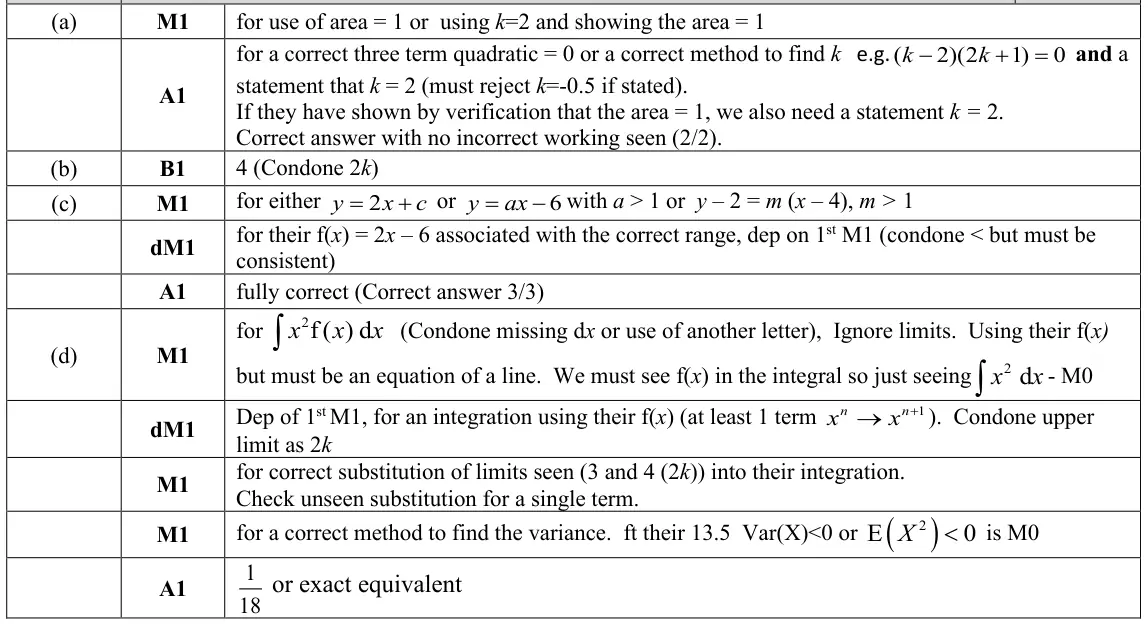 (a) M1 for use of area = 1 or using k=2 and showing the area = 1
for a correct three term quadratic = 0 or a correct method to find k e.g. (k − 2)(2k + 1) = 0 and a
A1 statement that k = 2 (must reject k=-0.5 if stated).
If they have shown by verification that the area = 1, we also need a statement k = 2.
Correct answer with no incorrect working seen (2/2).
(b) B1 4 (Condone 2k)
(c) M1 for either y = 2x + c or y = ax − 6 with a > 1 or y – 2 = m (x – 4), m > 1
dM1 for their f(x) = 2x – 6 associated with the correct range, dep on 1st M1 (condone < but must be
consistent)
A1 fully correct (Correct answer 3/3)
(d) M1 for ∫ x² f(x) dx (Condone missing dx or use of another letter), Ignore limits. Using their f(x)
but must be an equation of a line. We must see f(x) in the integral so just seeing ∫ x² dx - M0
dM1 Dep of 1st M1, for an integration using their f(x) (at least 1 term xⁿ → xⁿ⁺¹). Condone upper
limit as 2k
M1 for correct substitution of limits seen (3 and 4 (2k)) into their integration.
Check unseen substitution for a single term.
M1 for a correct method to find the variance. ft their 13.5 Var(X)<0 or E(X²) < 0 is M0
A1 1/18 or exact equivalent